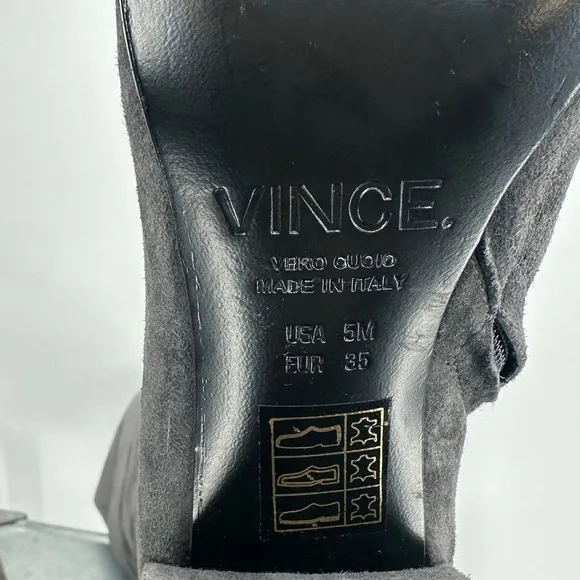 VINCE.
VERO CUOIO
MADE IN ITALY
USA 5M
EUR 35